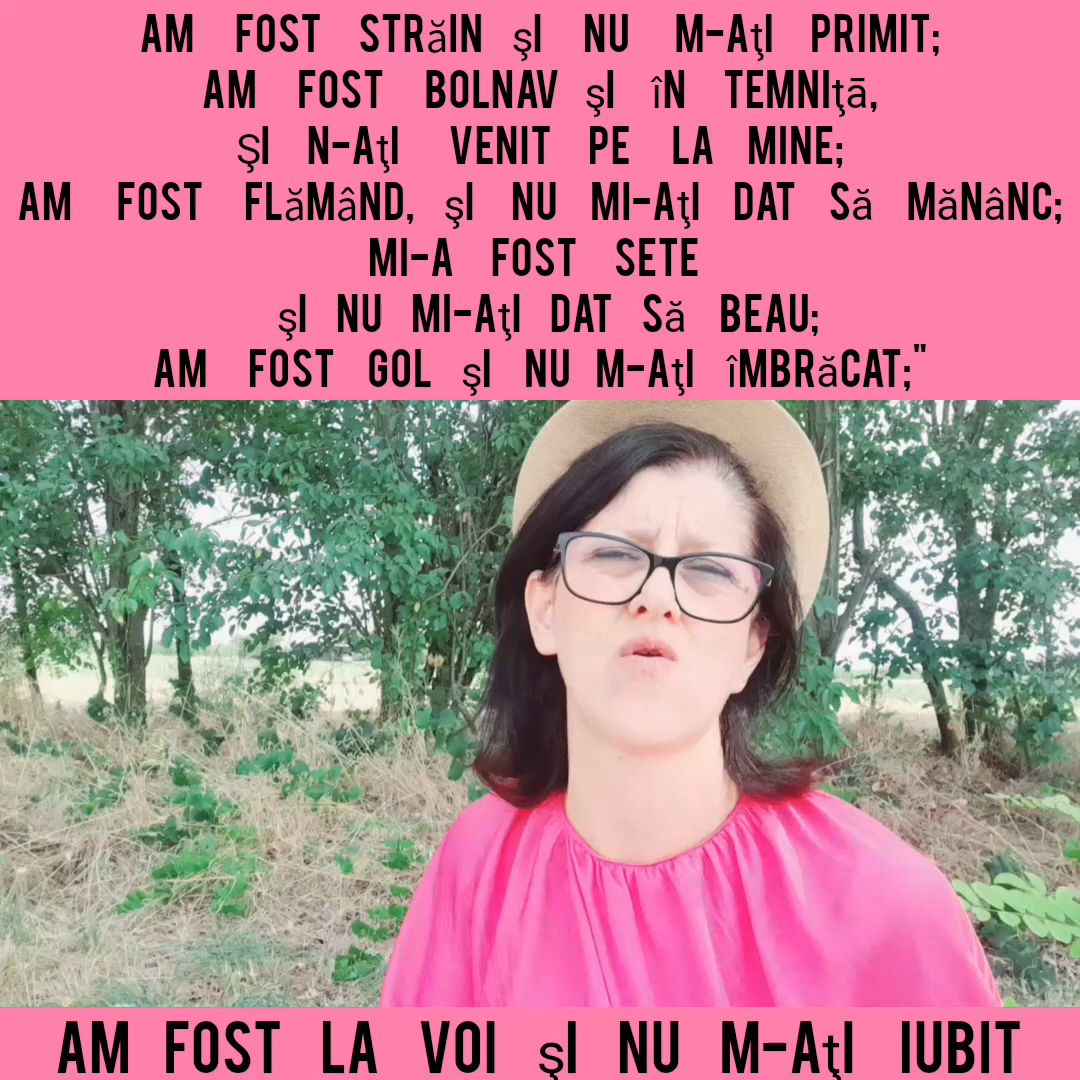 AM FOST STRăIN şI NU M-AţI PRIMIT;
AM FOST BOLNAV şI îN TEMNIţā,
ŞI N-AţI VENIT PE LA MINE;
AM FOST FLăMâND, şI NU MI-AţI DAT Să MăNâNC;
MI-A FOST SETE
şI NU MI-AţI DAT Să BEAU;
AM FOST GOL şI NU M-AţI îMBRăCAT;"
AM FOST LA VOI şI NU M-AţI IUBIT